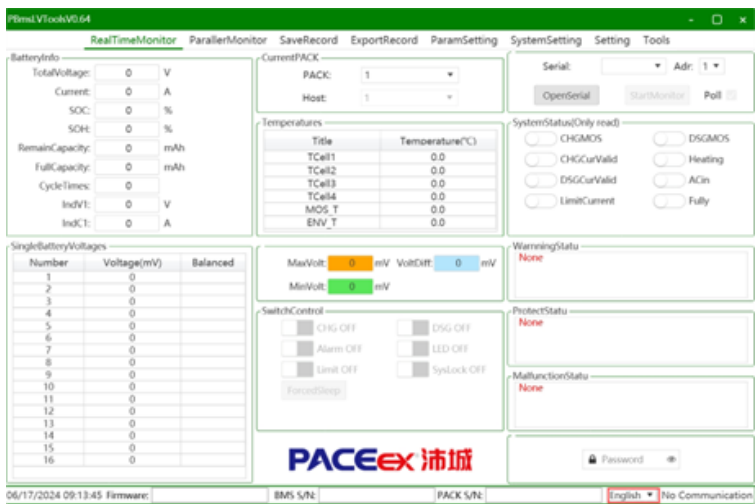 PBmsLVToolsV0.64
RealTimeMonitor ParallerMonitor SaveRecord ExportRecord ParamSetting SystemSetting Setting Tools
BatteryInfo
TotalVoltage: 0 V
Current: 0 A
SOC: 0 %
SOH: 0 %
RemainCapacity: 0 mAh
FullCapacity: 0 mAh
CycleTimes: 0
IndV1: 0 V
IndC1: 0 A
CurrentPACK
PACK: 1
Host: 1
Serial: Adr: 1
OpenSerial StartMonitor Poll
Temperatures
Title Temperature(℃)
TCell1 0.0
TCell2 0.0
TCell3 0.0
TCell4 0.0
MOS_T 0.0
ENV_T 0.0
SystemStatus(Only read)
CHGMOS DSGMOS
CHGCurValid Heating
DSGCurValid ACin
LimitCurrent Fully
SingleBatteryVoltages
Number Voltage(mV) Balanced
1 0
2 0
3 0
4 0
5 0
6 0
7 0
8 0
9 0
10 0
11 0
12 0
13 0
14 0
15 0
16 0
MaxVolt: 0 mV VoltDiff: 0 mV
MinVolt: 0 mV
SwitchControl
CHG OFF DSG OFF
Alarm OFF LED OFF
Limit OFF SysLock OFF
ForcedSleep
PACEex 沛城
WarnningStatu
None
ProtectStatu
None
MalfunctionStatu
None
Password
06/17/2024 09:13:45 Firmware: BMS S/N: PACK S/N: English No Communication